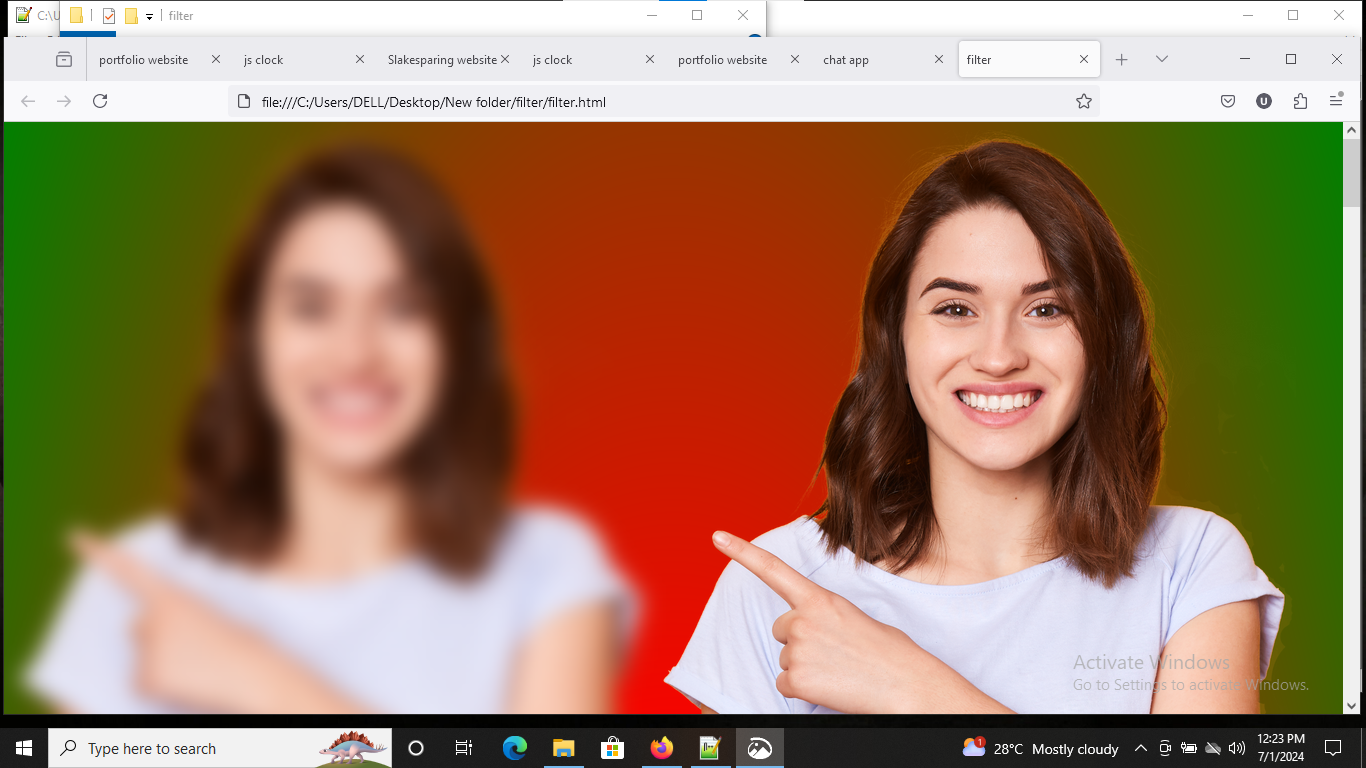 C:\U
filter
portfolio website
js clock
Slakesparing website
js clock
portfolio website
chat app
filter
file:///C:/Users/DELL/Desktop/New folder/filter/filter.html
U
Activate Windows
Go to Settings to activate Windows.
Type here to search
1
28°C Mostly cloudy
12:23 PM
7/1/2024